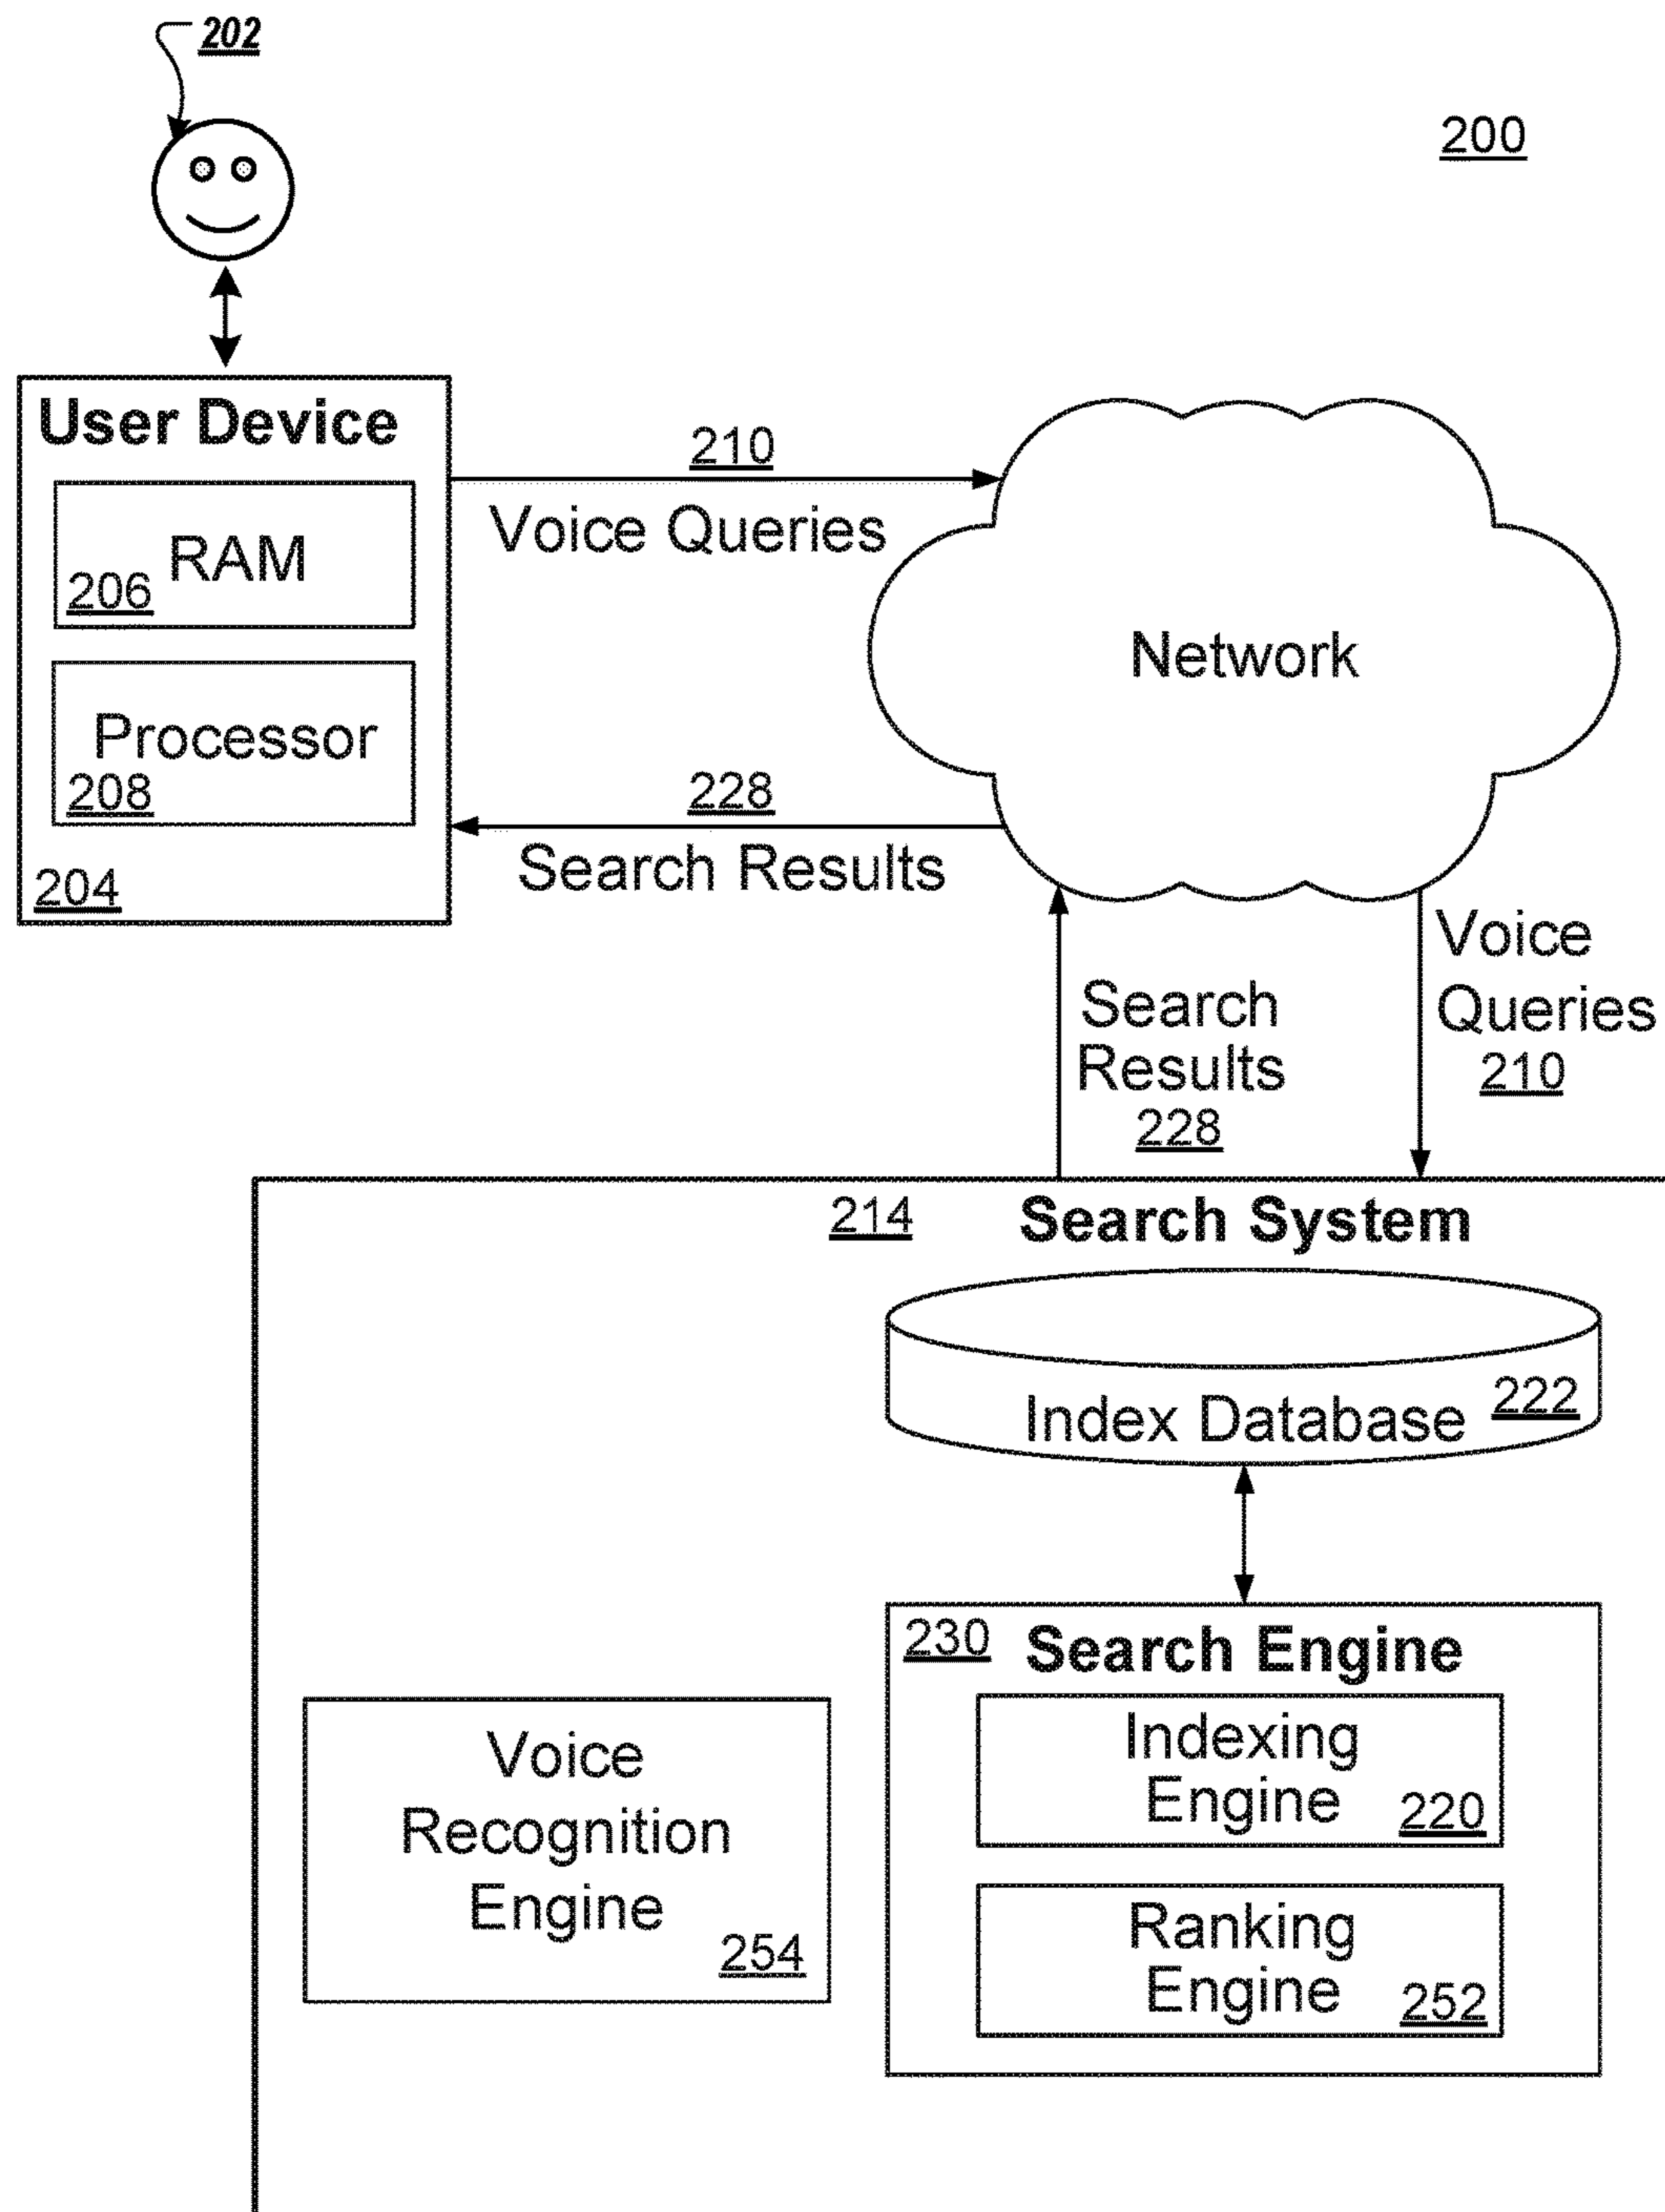 202
200
User Device
RAM
206
Processor
208
204
210
Voice Queries
228
Search Results
Network
Search
Results
228
Voice
Queries
210
214 Search System
Index Database 222
230 Search Engine
Indexing
Engine 220
Ranking
Engine 252
Voice
Recognition
Engine
254